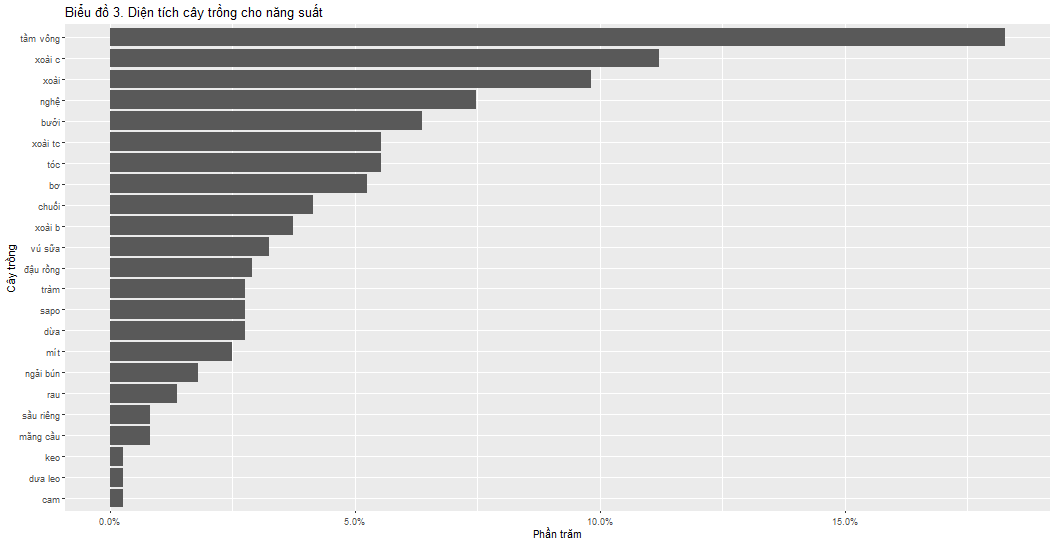 Biểu đồ 3. Diện tích cây trồng cho năng suất
tầm vông
xoài c
xoài
nghệ
bưởi
xoài tc
tóc
bơ
chuối
xoài b
vú sữa
đậu rồng
trâm
sapo
dừa
mít
ngải bún
rau
sầu riêng
mãng cầu
keo
dưa leo
cam
Cây trồng
0.0%
5.0%
10.0%
15.0%
Phần trăm